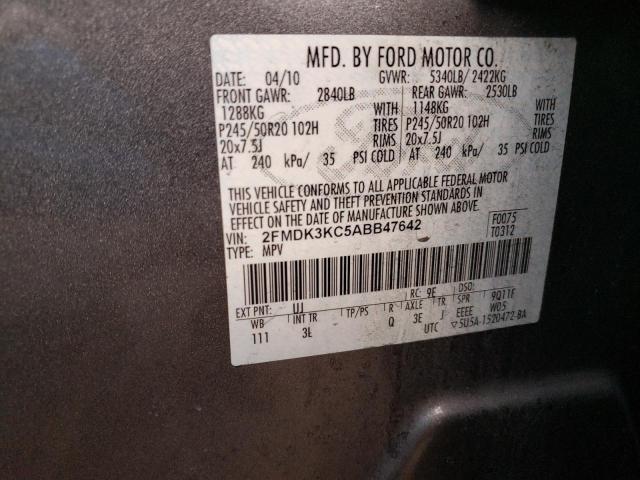 MFD. BY FORD MOTOR CO.
DATE: 04/10 GVWR: 5340LB/ 2422KG
FRONT GAWR: 2840LB REAR GAWR: 2530LB
1288KG WITH 1148KG WITH
P245/50R20 102H TIRES P245/50R20 102H TIRES
20x7.5J RIMS 20x7.5J RIMS
AT 240 kPa/ 35 PSI COLD AT 240 kPa/ 35 PSI COLD
THIS VEHICLE CONFORMS TO ALL APPLICABLE FEDERAL MOTOR
VEHICLE SAFETY AND THEFT PREVENTION STANDARDS IN
EFFECT ON THE DATE OF MANUFACTURE SHOWN ABOVE.
VIN: 2FMDK3KC5ABB47642 F0075
TYPE: MPV T0312
EXT PNT: UJ RC: 9E DSO: 9Q11F
WB INT TR TP/PS R AXLE TR SPR W05
111 3L Q 3E J EEEE
UTC ▽5U5A-1520472-BA